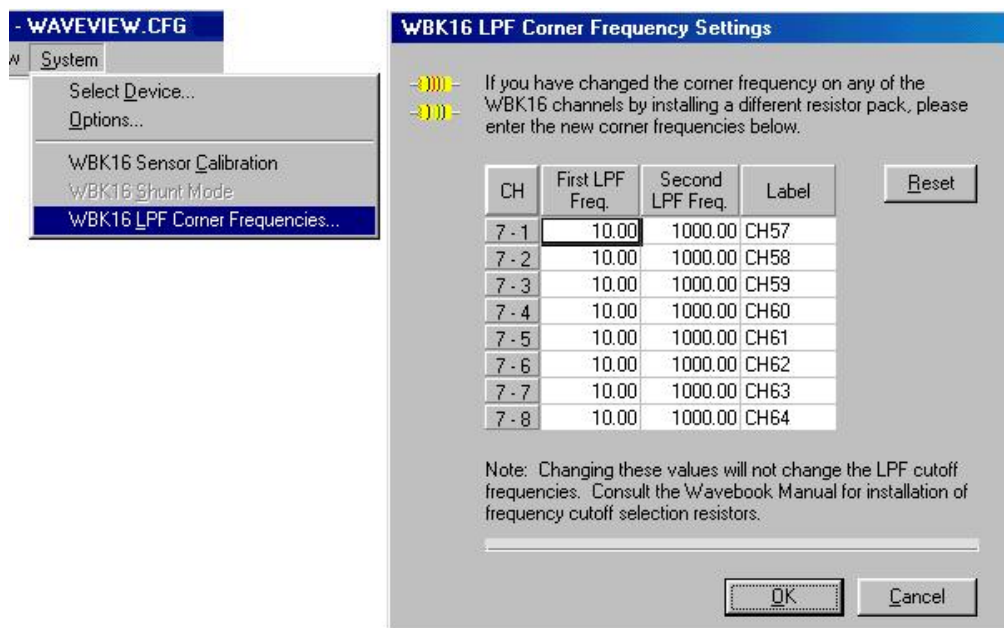 - WAVEVIEW.CFG
w System
Select Device...
Options...
WBK16 Sensor Calibration
WBK16 Shunt Mode
WBK16 LPF Corner Frequencies...
WBK16 LPF Corner Frequency Settings
If you have changed the corner frequency on any of the
WBK16 channels by installing a different resistor pack, please
enter the new corner frequencies below.
CH First LPF Freq. Second LPF Freq. Label
7 - 1 10.00 1000.00 CH57
7 - 2 10.00 1000.00 CH58
7 - 3 10.00 1000.00 CH59
7 - 4 10.00 1000.00 CH60
7 - 5 10.00 1000.00 CH61
7 - 6 10.00 1000.00 CH62
7 - 7 10.00 1000.00 CH63
7 - 8 10.00 1000.00 CH64
Reset
Note: Changing these values will not change the LPF cutoff
frequencies. Consult the Wavebook Manual for installation of
frequency cutoff selection resistors.
OK Cancel